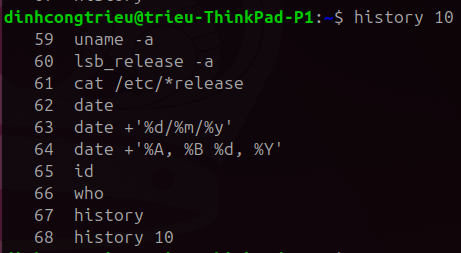 dinhcongtrieu@trieu-ThinkPad-P1:~$ history 10
59 uname -a
60 lsb_release -a
61 cat /etc/*release
62 date
63 date +'%d/%m/%y'
64 date +'%A, %B %d, %Y'
65 id
66 who
67 history
68 history 10